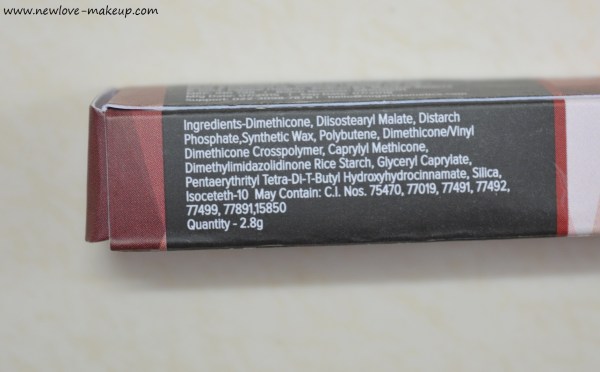 www.newlove-makeup.com
Ingredients-Dimethicone, Diisostearyl Malate, Distarch
Phosphate,Synthetic Wax, Polybutene, Dimethicone/Vinyl
Dimethicone Crosspolymer, Caprylyl Methicone,
Dimethylimidazolidinone Rice Starch, Glyceryl Caprylate,
Pentaerythrityl Tetra-Di-T-Butyl Hydroxyhydrocinnamate, Silica,
Isoceteth-10 May Contain: C.I. Nos. 75470, 77019, 77491, 77492,
77499, 77891,15850
Quantity - 2.8g